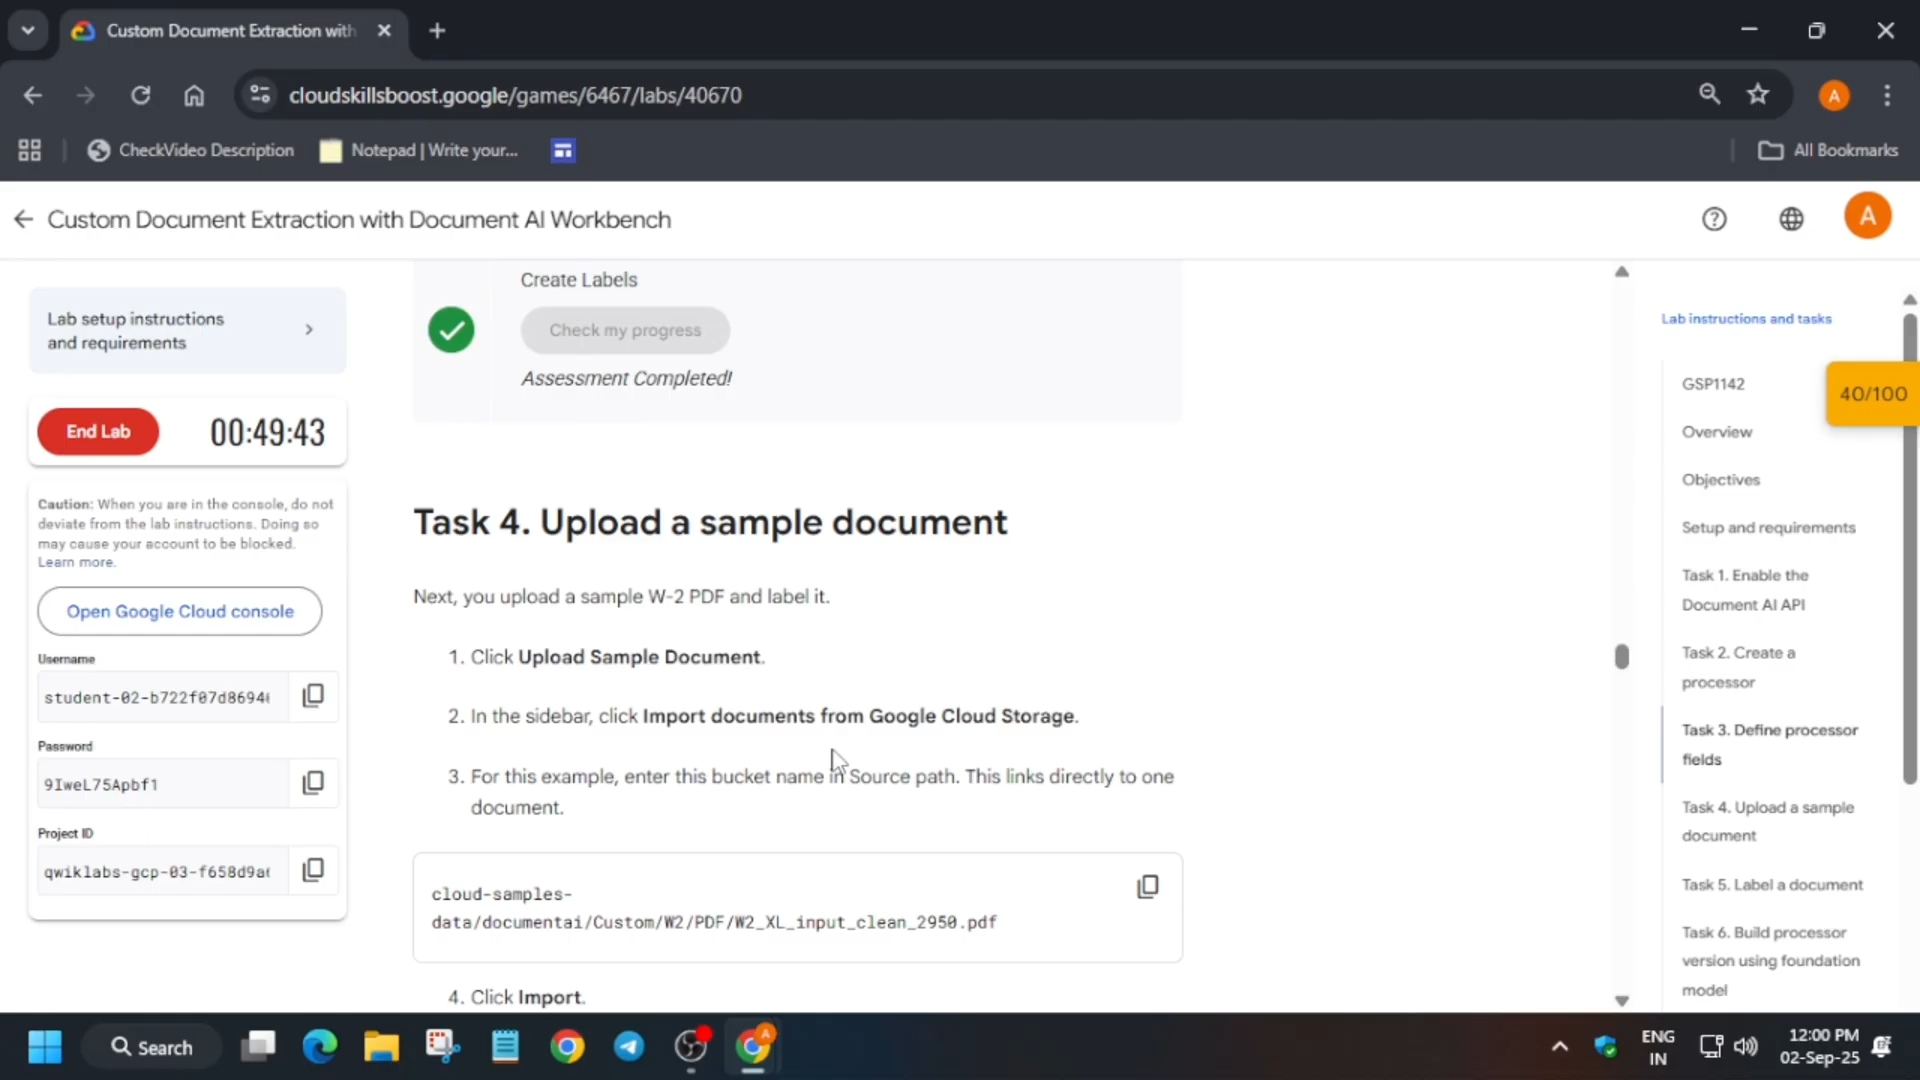 Custom Document Extraction with
cloudskillsboost.google/games/6467/labs/40670
A
CheckVideo Description
Notepad | Write your...
All Bookmarks
Custom Document Extraction with Document AI Workbench
A
Lab setup instructions
and requirements
End Lab
00:49:43
Caution: When you are in the console, do not
deviate from the lab instructions. Doing so
may cause your account to be blocked.
Learn more.
Open Google Cloud console
Username
student-02-b722f07d8694
Password
9IweL75Apbf1
Project ID
qwiklabs-gcp-03-f658d9a
Create Labels
Check my progress
Assessment Completed!
Task 4. Upload a sample document
Next, you upload a sample W-2 PDF and label it.
1. Click Upload Sample Document.
2. In the sidebar, click Import documents from Google Cloud Storage.
3. For this example, enter this bucket name in Source path. This links directly to one
document.
cloud-samples-
data/documentai/Custom/W2/PDF/W2_XL_input_clean_2950.pdf
4. Click Import.
Lab instructions and tasks
GSP1142
40/100
Overview
Objectives
Setup and requirements
Task 1. Enable the
Document AI API
Task 2. Create a
processor
Task 3. Define processor
fields
Task 4. Upload a sample
document
Task 5. Label a document
Task 6. Build processor
version using foundation
model
Search
A
ENG
IN
12:00 PM
02-Sep-25